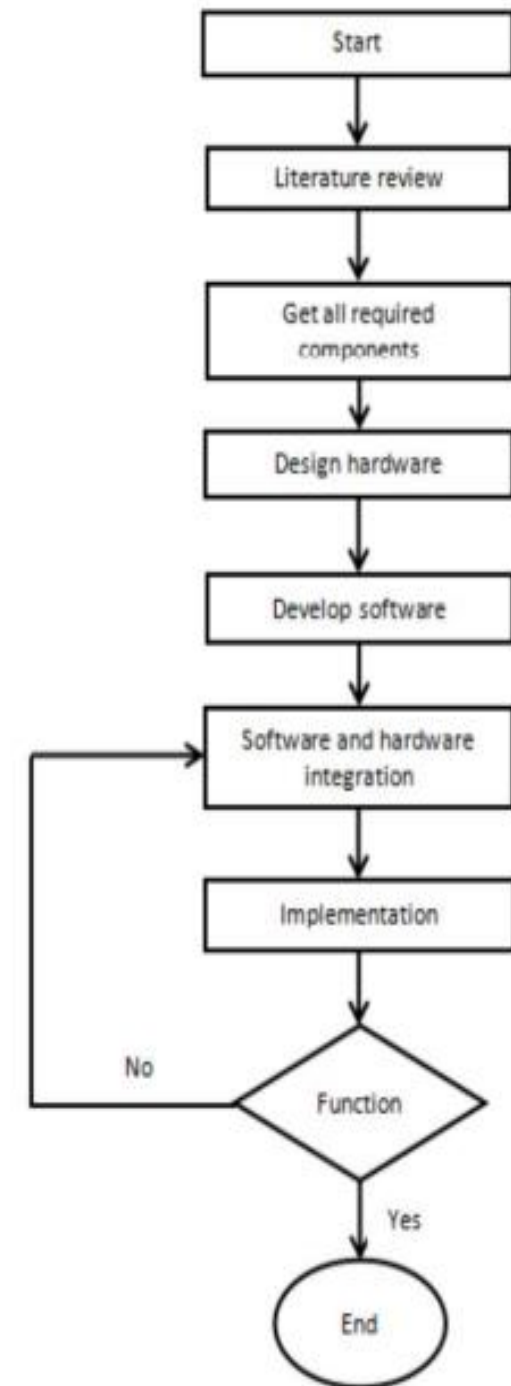 Start
Literature review
Get all required
components
Design hardware
Develop software
Software and hardware
integration
Implementation
No
Function
Yes
End